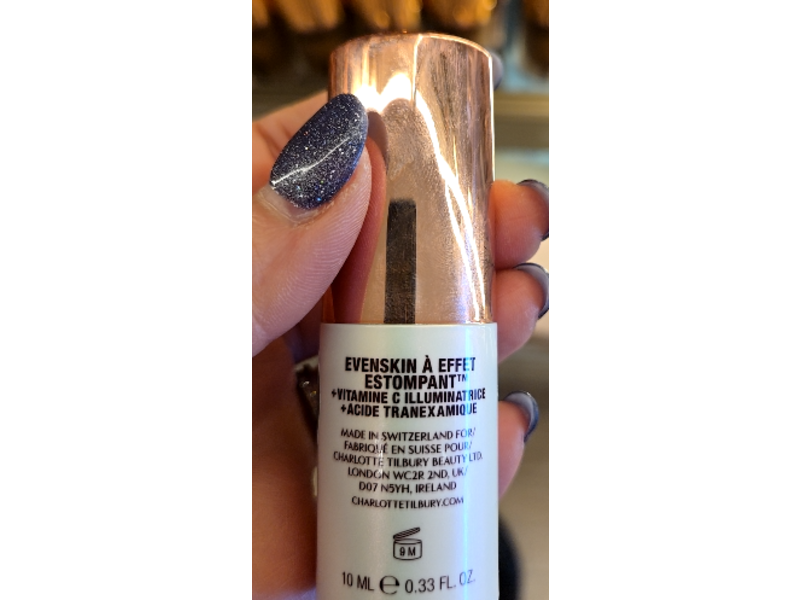 EVENSKIN À EFFET
ESTOMPANT™
+VITAMINE C ILLUMINATRICE
+ACIDE TRANEXAMIQUE
MADE IN SWITZERLAND FOR/
FABRIQUÉ EN SUISSE POUR/
CHARLOTTE TILBURY BEAUTY LTD.
LONDON WC2R 2ND, UK/
D07 N5YH, IRELAND
CHARLOTTETILBURY.COM
9 M
10 ML ℮ 0.33 FL. OZ.